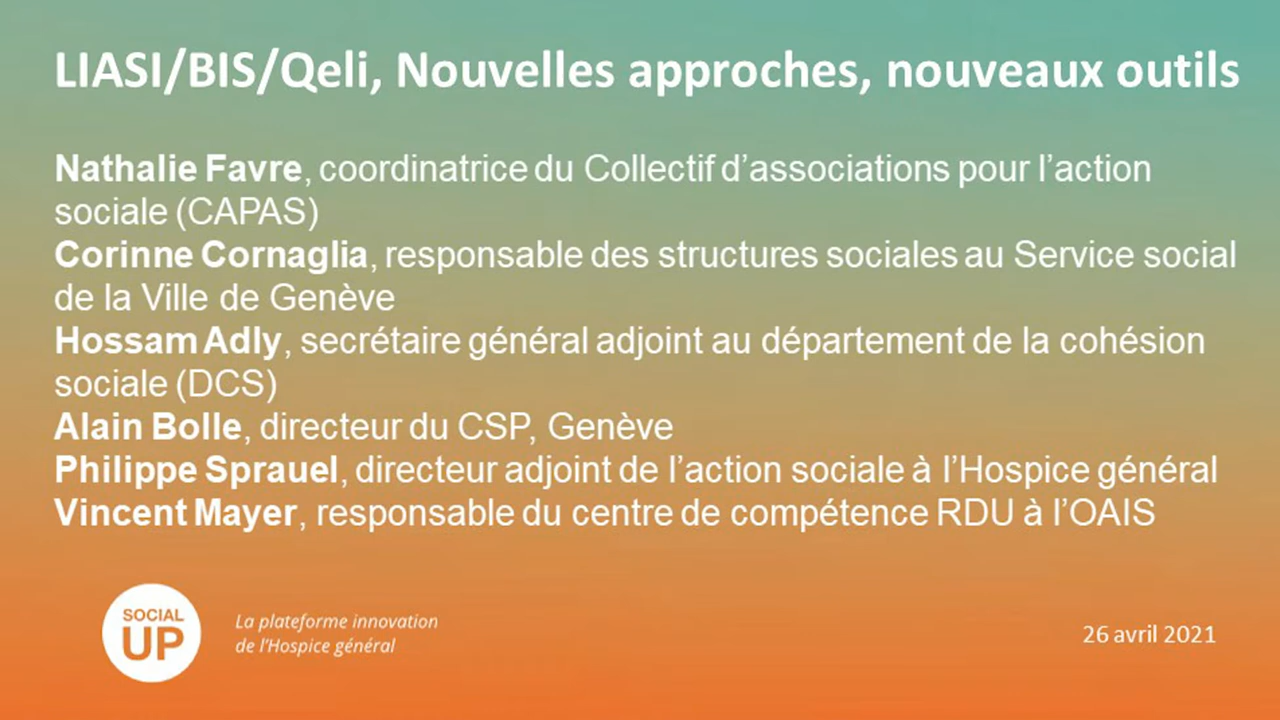 LIASI/BIS/Qeli, Nouvelles approches, nouveaux outils
Nathalie Favre, coordinatrice du Collectif d’associations pour l’action
sociale (CAPAS)
Corinne Cornaglia, responsable des structures sociales au Service social
de la Ville de Genève
Hossam Adly, secrétaire général adjoint au département de la cohésion
sociale (DCS)
Alain Bolle, directeur du CSP, Genève
Philippe Sprauel, directeur adjoint de l’action sociale à l’Hospice général
Vincent Mayer, responsable du centre de compétence RDU à l’OAIS
SOCIAL
UP
La plateforme innovation
de l’Hospice général
26 avril 2021